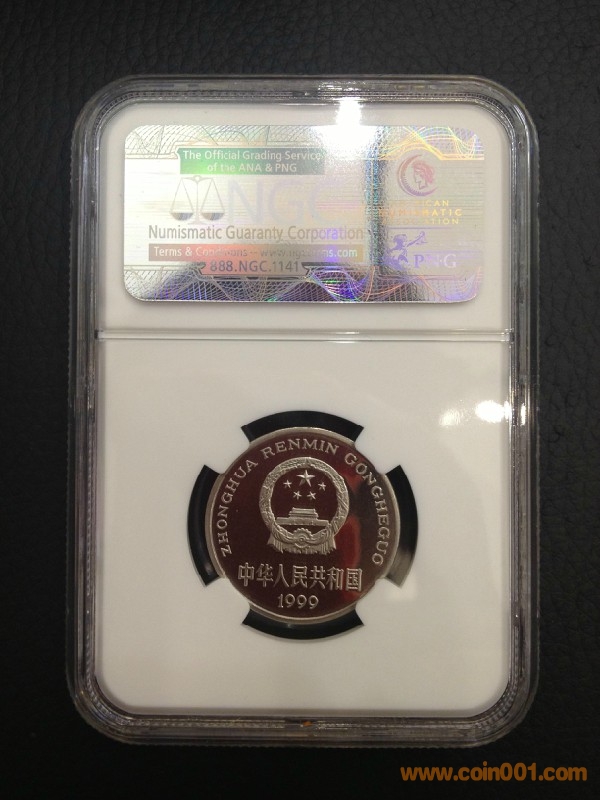 The Official Grading Service
of the ANA & PNG
NGC
Numismatic Guaranty Corporation
Terms & Conditions
888.NGC.1141
PNG
ZHONGHUA RENMIN GONGHEGUO
中华人民共和国
1999
www.coin001.com